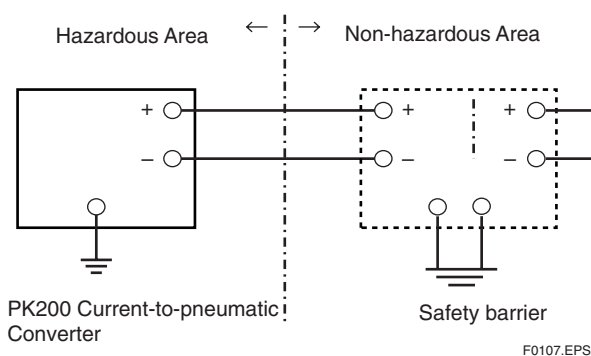 Hazardous Area ← → Non-hazardous Area
+ + +
– – –
PK200 Current-to-pneumatic
Converter
Safety barrier
F0107.EPS